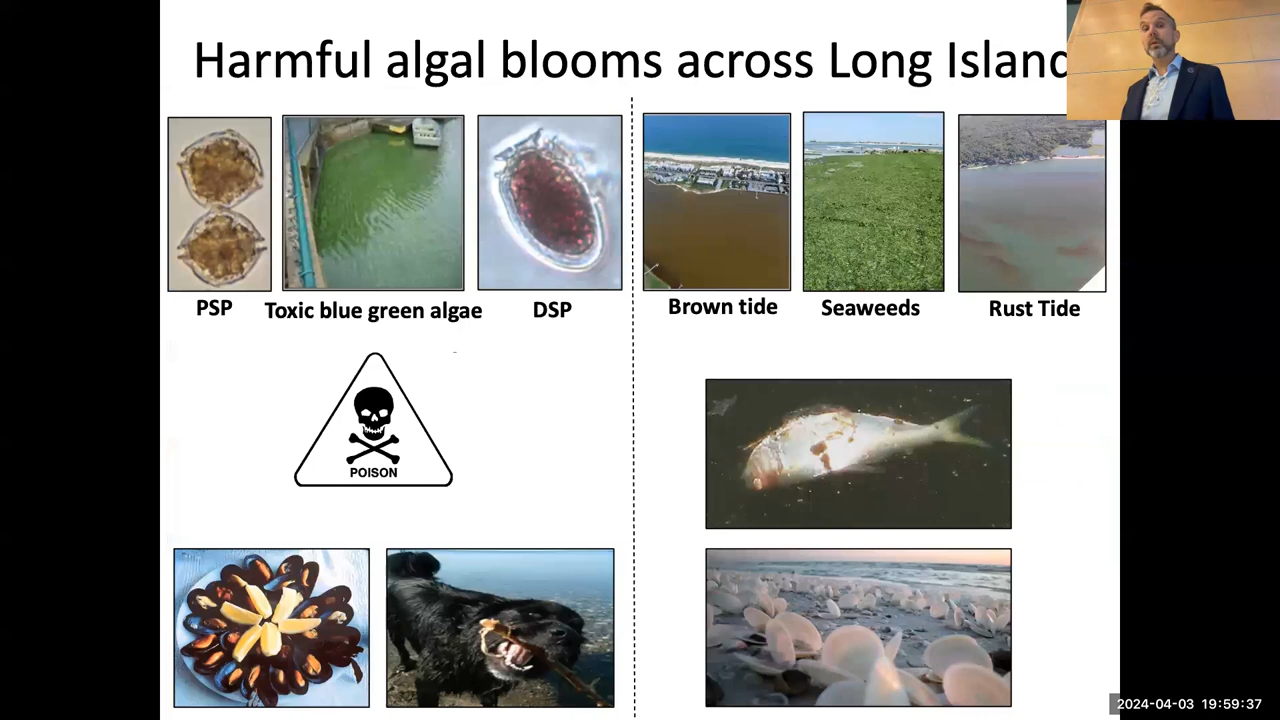 Harmful algal blooms across Long Island
PSP
Toxic blue green algae
DSP
Brown tide
Seaweeds
Rust Tide
POISON
2024-04-03 19:59:37